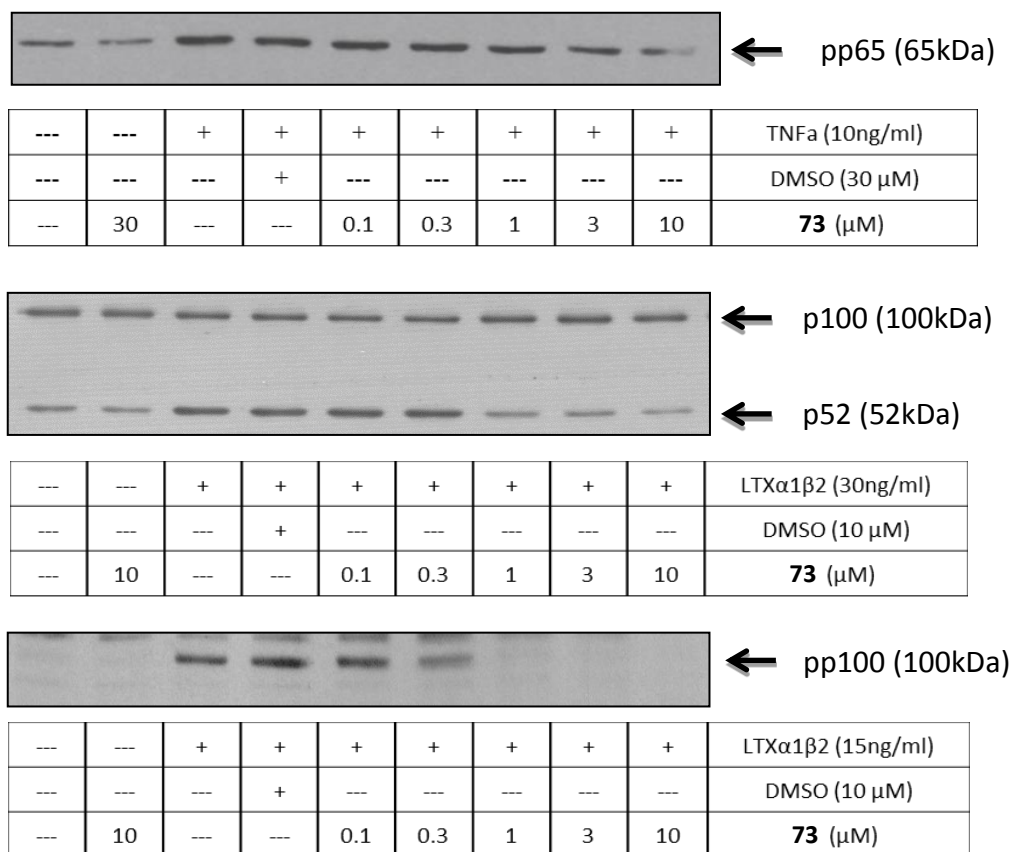 pp65 (65kDa)
--- --- + + + + + + + TNFa (10ng/ml)
--- --- --- + --- --- --- --- --- DMSO (30 µM)
--- 30 --- --- 0.1 0.3 1 3 10 73 (µM)
p100 (100kDa)
p52 (52kDa)
--- --- + + + + + + + LTXα1β2 (30ng/ml)
--- --- --- + --- --- --- --- --- DMSO (10 µM)
--- 10 --- --- 0.1 0.3 1 3 10 73 (µM)
pp100 (100kDa)
--- --- + + + + + + + LTXα1β2 (15ng/ml)
--- --- --- + --- --- --- --- --- DMSO (10 µM)
--- 10 --- --- 0.1 0.3 1 3 10 73 (µM)